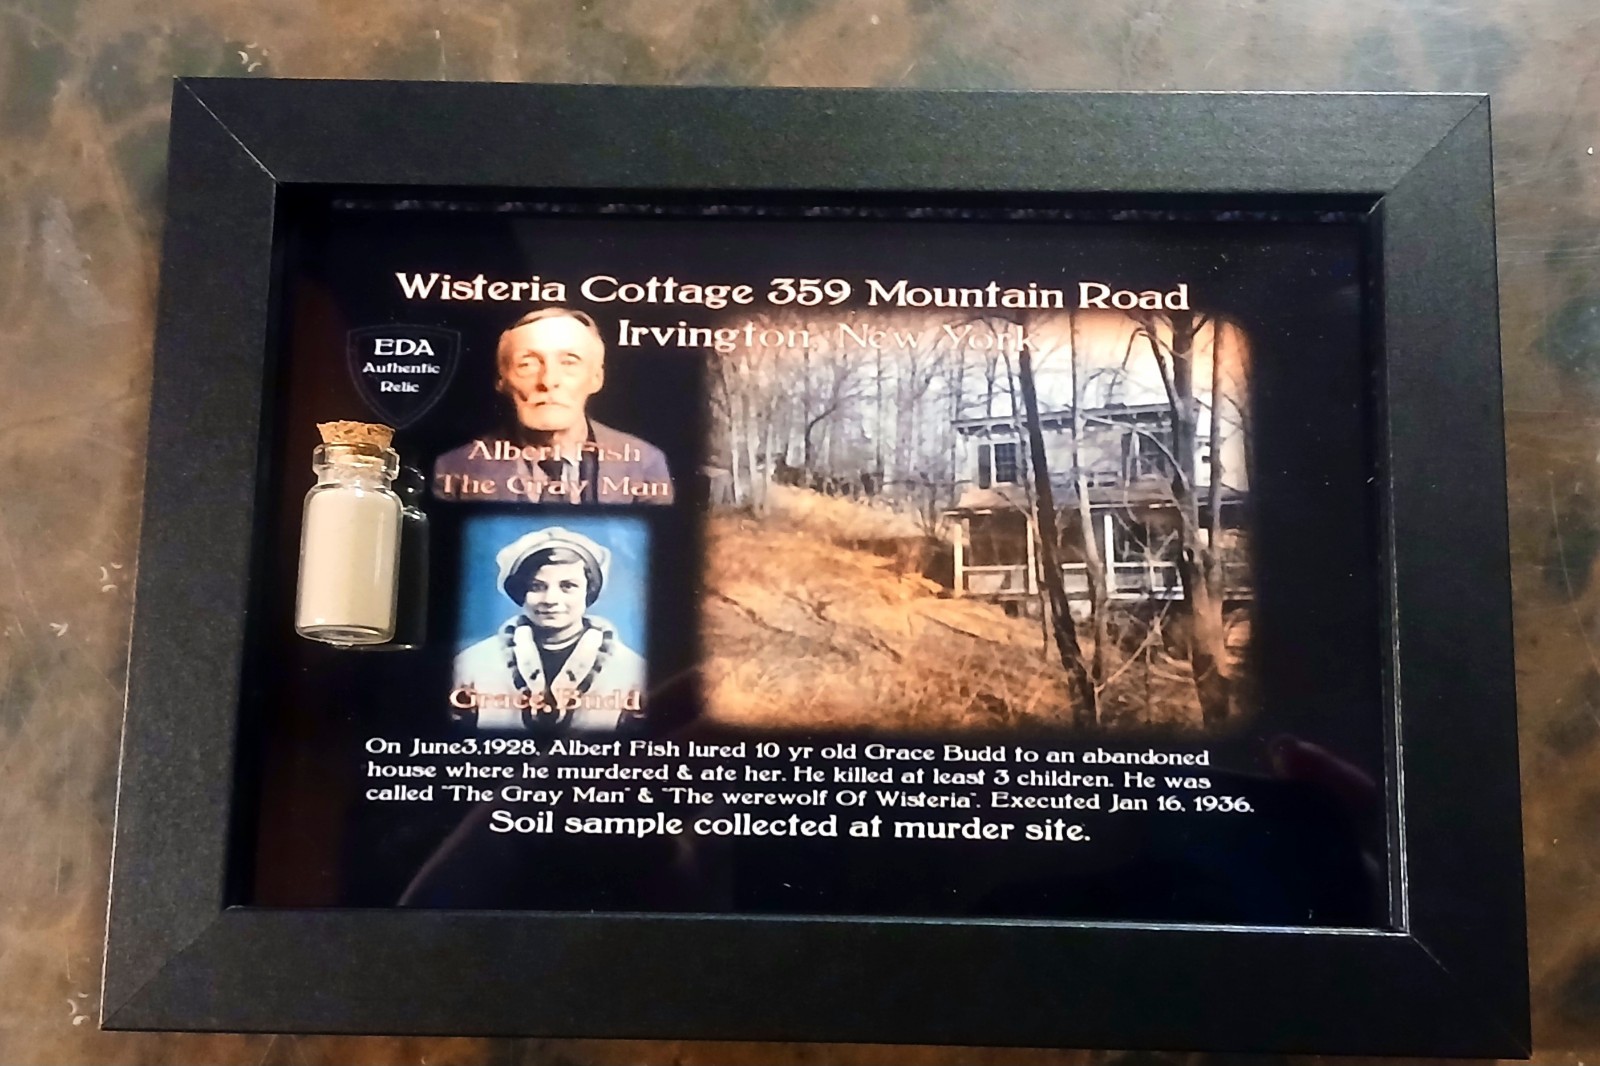 Wisteria Cottage 359 Mountain Road
Irvington, New York
EDA
Authentic
Relic
Albert Fish
The Gray Man
Grace Budd
On June3,1928, Albert Fish lured 10 yr old Grace Budd to an abandoned
house where he murdered & ate her. He killed at least 3 children. He was
called "The Gray Man" & "The werewolf Of Wisteria". Executed Jan 16, 1936.
Soil sample collected at murder site.